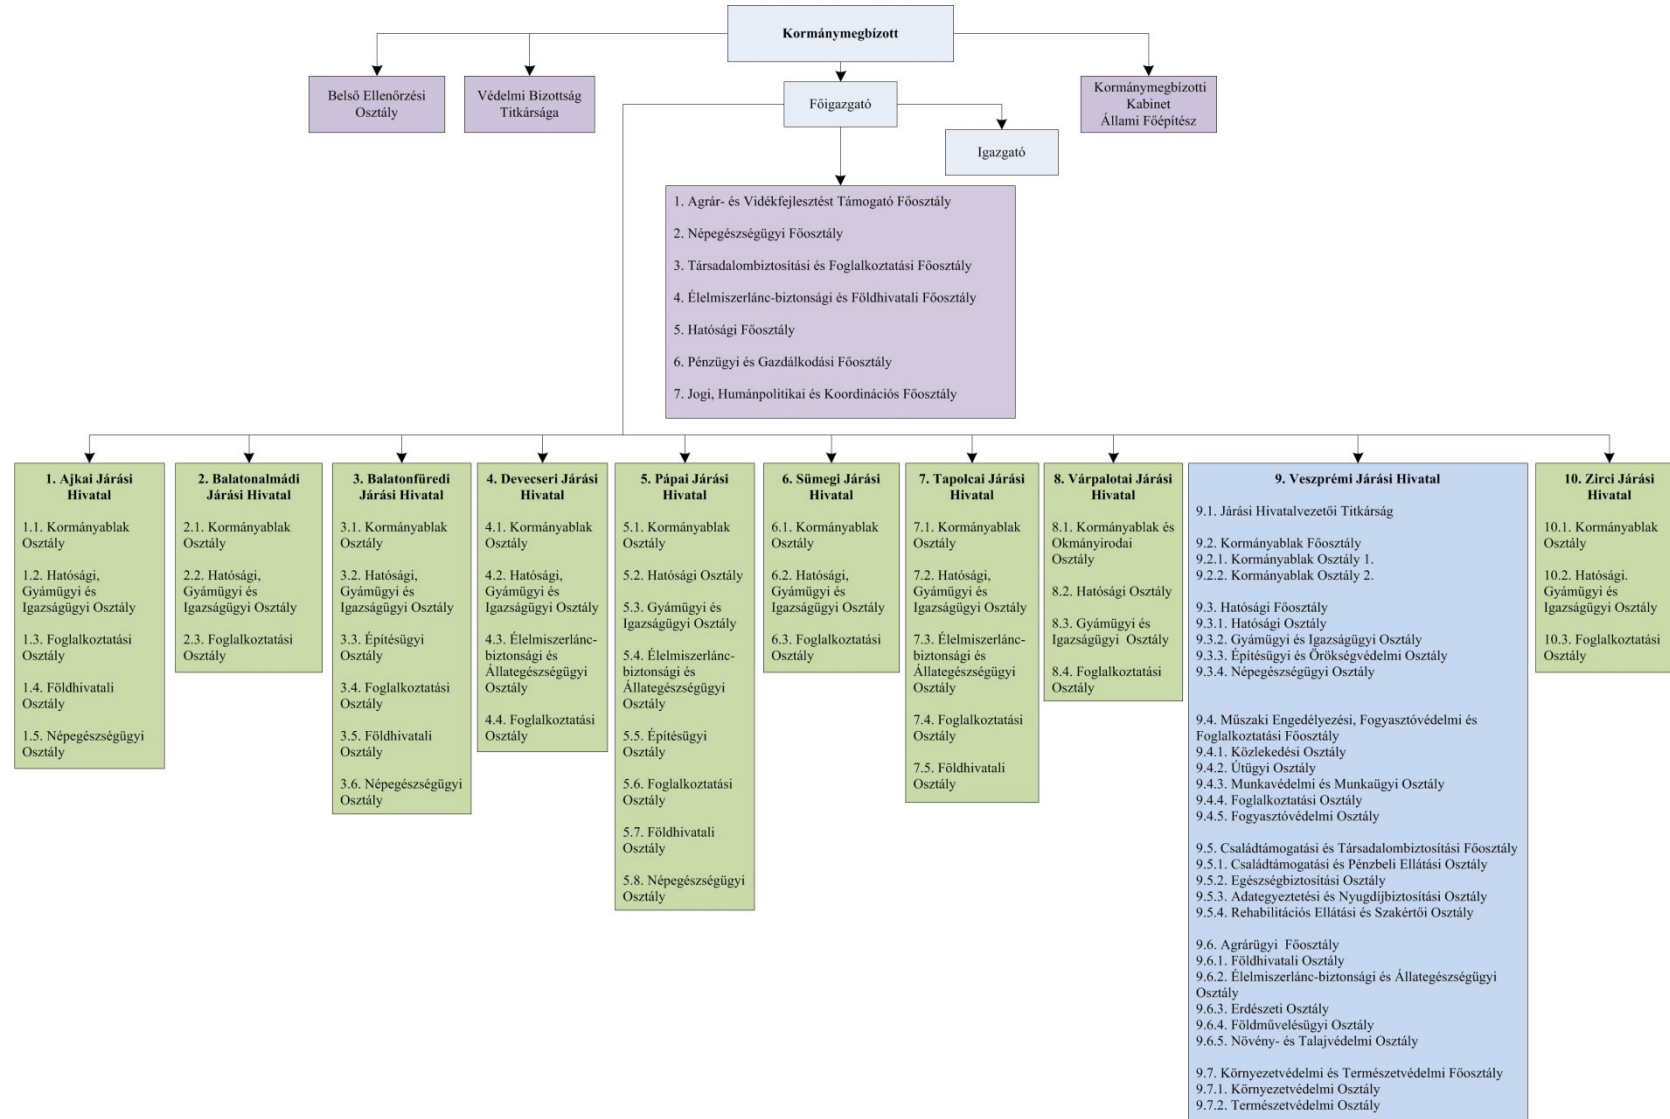 Kormánymegbízott
Belső Ellenőrzési
Osztály
Védelmi Bizottság
Titkársága
Főigazgató
Kormánymegbízotti
Kabinet
Állami Főépítész
Igazgató
1. Agrár- és Vidékfejlesztést Támogató Főosztály
2. Népegészségügyi Főosztály
3. Társadalombiztosítási és Foglalkoztatási Főosztály
4. Élelmiszerlánc-biztonsági és Földhivatali Főosztály
5. Hatósági Főosztály
6. Pénzügyi és Gazdálkodási Főosztály
7. Jogi, Humánpolitikai és Koordinációs Főosztály
1. Ajkai Járási
Hivatal
1.1. Kormányablak
Osztály
1.2. Hatósági,
Gyámügyi és
Igazságügyi Osztály
1.3. Foglalkoztatási
Osztály
1.4. Földhivatali
Osztály
1.5. Népegészségügyi
Osztály
2. Balatonalmádi
Járási Hivatal
2.1. Kormányablak
Osztály
2.2. Hatósági,
Gyámügyi és
Igazságügyi Osztály
2.3. Foglalkoztatási
Osztály
3. Balatonfüredi
Járási Hivatal
3.1. Kormányablak
Osztály
3.2. Hatósági,
Gyámügyi és
Igazságügyi Osztály
3.3. Építésügyi
Osztály
3.4. Foglalkoztatási
Osztály
3.5. Földhivatali
Osztály
3.6. Népegészségügyi
Osztály
4. Devecseri Járási
Hivatal
4.1. Kormányablak
Osztály
4.2. Hatósági,
Gyámügyi és
Igazságügyi Osztály
4.3. Élelmiszerlánc-
biztonsági és
Állategészségügyi
Osztály
4.4. Foglalkoztatási
Osztály
5. Pápai Járási
Hivatal
5.1. Kormányablak
Osztály
5.2. Hatósági Osztály
5.3. Gyámügyi és
Igazságügyi Osztály
5.4. Élelmiszerlánc-
biztonsági és
Állategészségügyi
Osztály
5.5. Építésügyi
Osztály
5.6. Foglalkoztatási
Osztály
5.7. Földhivatali
Osztály
5.8. Népegészségügyi
Osztály
6. Sümegi Járási
Hivatal
6.1. Kormányablak
Osztály
6.2. Hatósági,
Gyámügyi és
Igazságügyi Osztály
6.3. Foglalkoztatási
Osztály
7. Tapolcai Járási
Hivatal
7.1. Kormányablak
Osztály
7.2. Hatósági,
Gyámügyi és
Igazságügyi Osztály
7.3. Élelmiszerlánc-
biztonsági és
Állategészségügyi
Osztály
7.4. Foglalkoztatási
Osztály
7.5. Földhivatali
Osztály
8. Várpalotai Járási
Hivatal
8.1. Kormányablak és
Okmányirodai
Osztály
8.2. Hatósági Osztály
8.3. Gyámügyi és
Igazságügyi Osztály
8.4. Foglalkoztatási
Osztály
9. Veszprémi Járási Hivatal
9.1. Járási Hivatalvezetői Titkárság
9.2. Kormányablak Főosztály
9.2.1. Kormányablak Osztály 1.
9.2.2. Kormányablak Osztály 2.
9.3. Hatósági Főosztály
9.3.1. Hatósági Osztály
9.3.2. Gyámügyi és Igazságügyi Osztály
9.3.3. Építésügyi és Örökségvédelmi Osztály
9.3.4. Népegészségügyi Osztály
9.4. Műszaki Engedélyezési, Fogyasztóvédelmi és
Foglalkoztatási Főosztály
9.4.1. Közlekedési Osztály
9.4.2. Útügyi Osztály
9.4.3. Munkavédelmi és Munkaügyi Osztály
9.4.4. Foglalkoztatási Osztály
9.4.5. Fogyasztóvédelmi Osztály
9.5. Családtámogatási és Társadalombiztosítási Főosztály
9.5.1. Családtámogatási és Pénzbeli Ellátási Osztály
9.5.2. Egészségbiztosítási Osztály
9.5.3. Adategyeztetési és Nyugdíjbiztosítási Osztály
9.5.4. Rehabilitációs Ellátási és Szakértői Osztály
9.6. Agrárügyi Főosztály
9.6.1. Földhivatali Osztály
9.6.2. Élelmiszerlánc-biztonsági és Állategészségügyi
Osztály
9.6.3. Erdészeti Osztály
9.6.4. Földművelésügyi Osztály
9.6.5. Növény- és Talajvédelmi Osztály
9.7. Környezetvédelmi és Természetvédelmi Főosztály
9.7.1. Környezetvédelmi Osztály
9.7.2. Természetvédelmi Osztály
10. Zirci Járási
Hivatal
10.1. Kormányablak
Osztály
10.2. Hatósági.
Gyámügyi és
Igazságügyi Osztály
10.3. Foglalkoztatási
Osztály